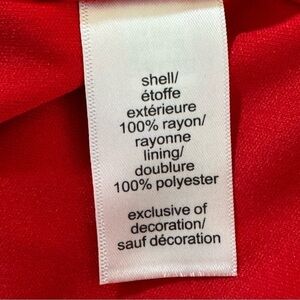 shell/
étoffe
extérieure
100% rayon/
rayonne
lining/
doublure
100% polyester
exclusive of
decoration/
sauf décoration